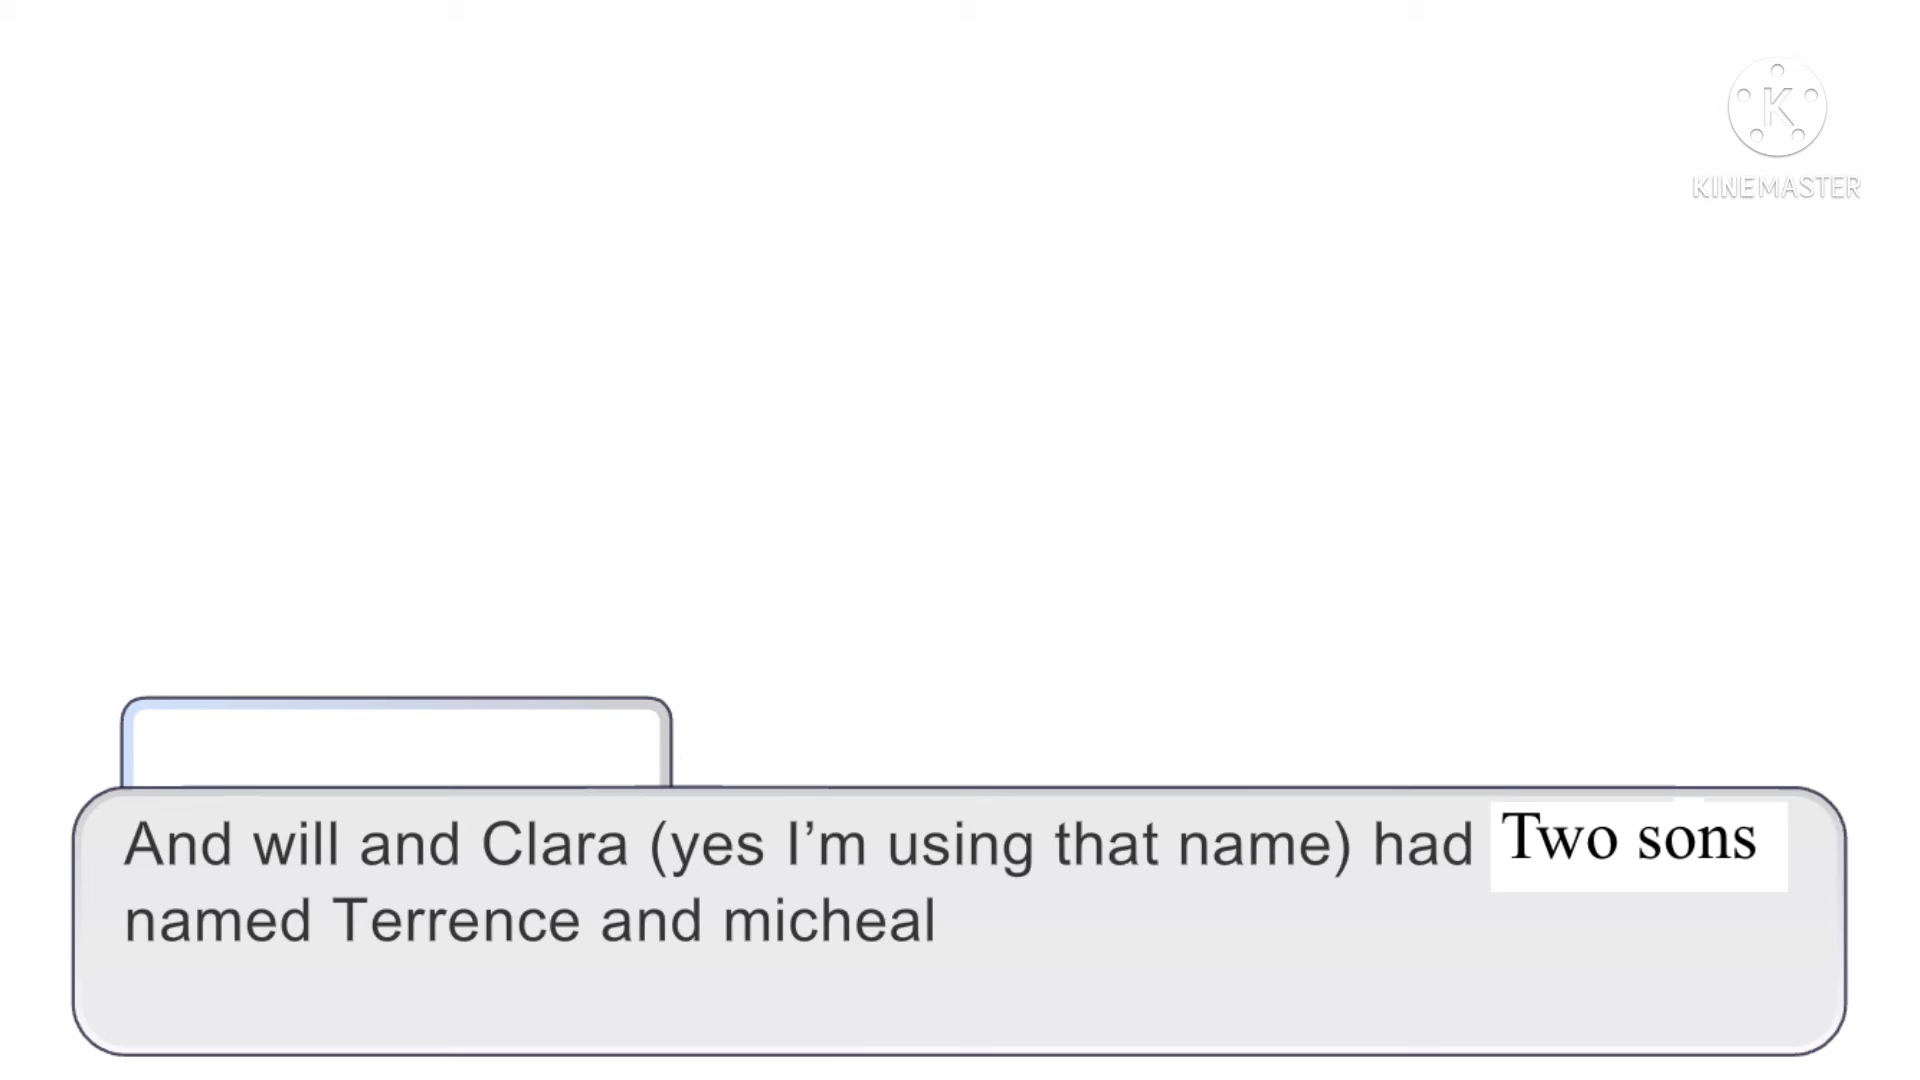 K
KINEMASTER
And will and Clara (yes I’m using that name) had Two sons
named Terrence and micheal